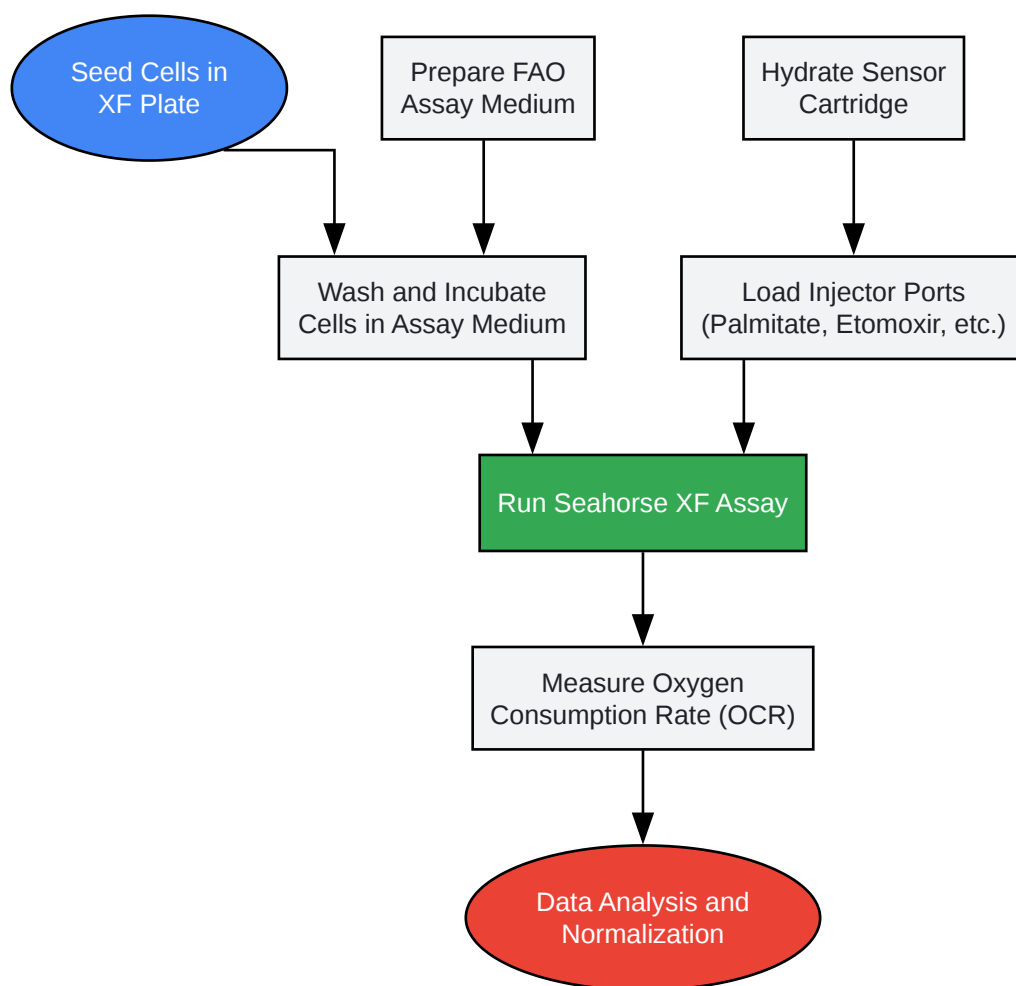 Seed Cells in
XF Plate
Prepare FAO
Assay Medium
Hydrate Sensor
Cartridge
Wash and Incubate
Cells in Assay Medium
Load Injector Ports
(Palmitate, Etomoxir, etc.)
Run Seahorse XF Assay
Measure Oxygen
Consumption Rate (OCR)
Data Analysis and
Normalization